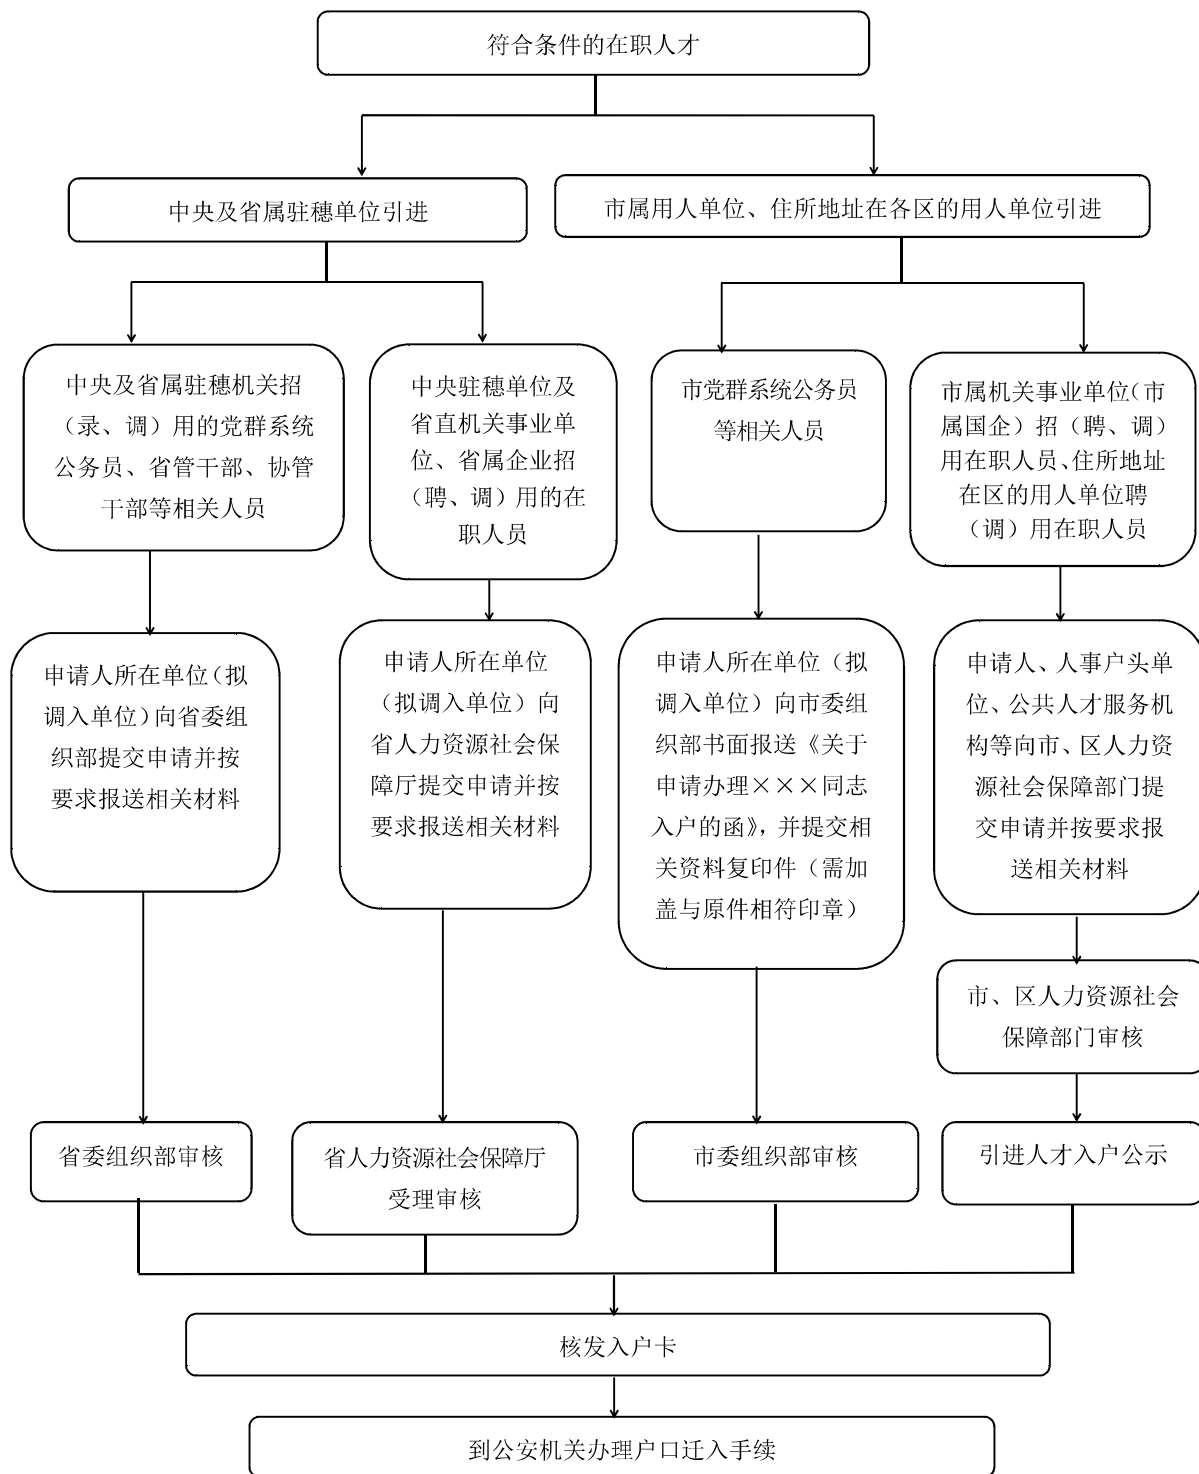 符合条件的在职人才
中央及省属驻穗单位引进
市属用人单位、住所地址在各区的用人单位引进
中央及省属驻穗机关招
（录、调）用的党群系统
公务员、省管干部、协管
干部等相关人员
中央驻穗单位及
省直机关事业单
位、省属企业招
（聘、调）用的在
职人员
市党群系统公务员
等相关人员
市属机关事业单位（市
属国企）招（聘、调）
用在职人员、住所地址
在区的用人单位聘
（调）用在职人员
申请人所在单位（拟
调入单位）向省委组
织部提交申请并按
要求报送相关材料
申请人所在单位
（拟调入单位）向
省人力资源社会保
障厅提交申请并按
要求报送相关材料
申请人所在单位（拟
调入单位）向市委组
织部书面报送《关于
申请办理×××同志
入户的函》，并提交相
关资料复印件（需加
盖与原件相符印章）
申请人、人事户头单
位、公共人才服务机
构等向市、区人力资
源社会保障部门提
交申请并按要求报
送相关材料
市、区人力资源社会
保障部门审核
省委组织部审核
省人力资源社会保障厅
受理审核
市委组织部审核
引进人才入户公示
核发入户卡
到公安机关办理户口迁入手续